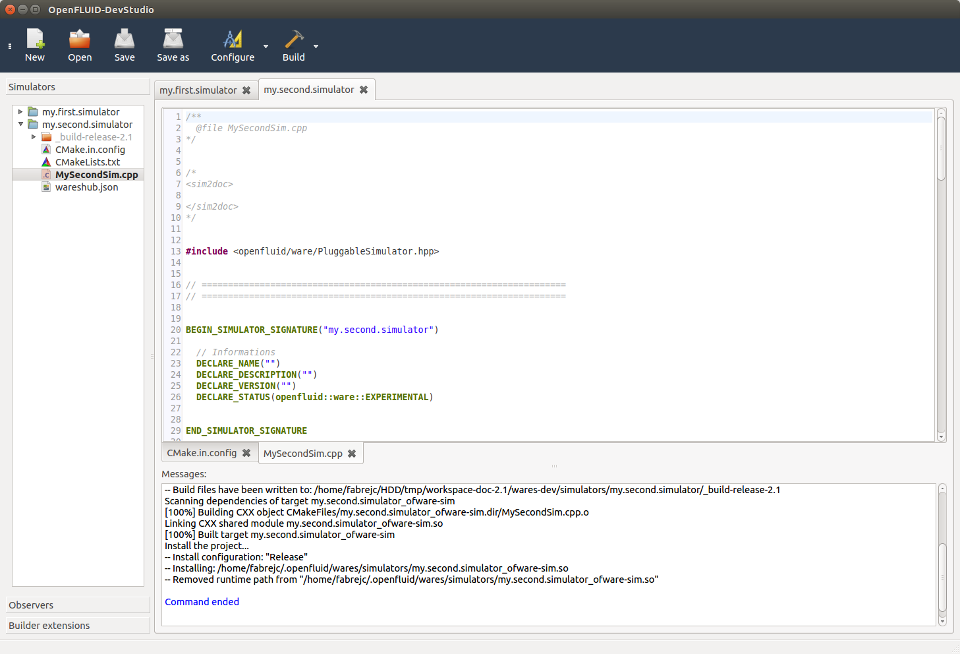 OpenFLUID-DevStudio
New Open Save Save as Configure Build
Simulators
my.first.simulator
my.second.simulator
_build-release-2.1
CMake.in.config
CMakeLists.txt
MySecondSim.cpp
wareshub.json
Observers
Builder extensions
my.first.simulator my.second.simulator
1 /**
2 @file MySecondSim.cpp
3 */
4
5
6 /*
7 <sim2doc>
8
9 </sim2doc>
10 */
11
12
13 #include <openfluid/ware/PluggableSimulator.hpp>
14
15
16 // =====================================================================
17 // =====================================================================
18
19
20 BEGIN_SIMULATOR_SIGNATURE("my.second.simulator")
21
22 // Informations
23 DECLARE_NAME("")
24 DECLARE_DESCRIPTION("")
25 DECLARE_VERSION("")
26 DECLARE_STATUS(openfluid::ware::EXPERIMENTAL)
27
28
29 END_SIMULATOR_SIGNATURE
30
CMake.in.config MySecondSim.cpp
Messages:
-- Build files have been written to: /home/fabrejc/HDD/tmp/workspace-doc-2.1/wares-dev/simulators/my.second.simulator/_build-release-2.1
Scanning dependencies of target my.second.simulator_ofware-sim
[100%] Building CXX object CMakeFiles/my.second.simulator_ofware-sim.dir/MySecondSim.cpp.o
Linking CXX shared module my.second.simulator_ofware-sim.so
[100%] Built target my.second.simulator_ofware-sim
Install the project...
-- Install configuration: "Release"
-- Installing: /home/fabrejc/.openfluid/wares/simulators/my.second.simulator_ofware-sim.so
-- Removed runtime path from "/home/fabrejc/.openfluid/wares/simulators/my.second.simulator_ofware-sim.so"
Command ended